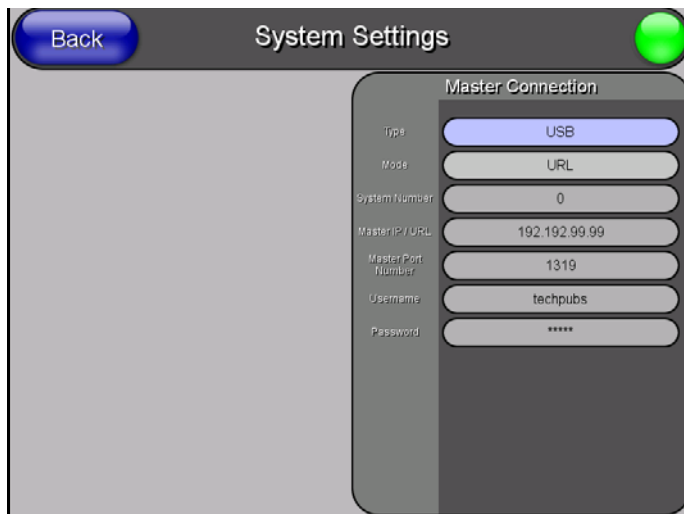 Back
System Settings
Master Connection
Type
USB
Mode
URL
System Number
0
Master IP / URL
192.192.99.99
Master Port
Number
1319
Username
techpubs
Password
*****